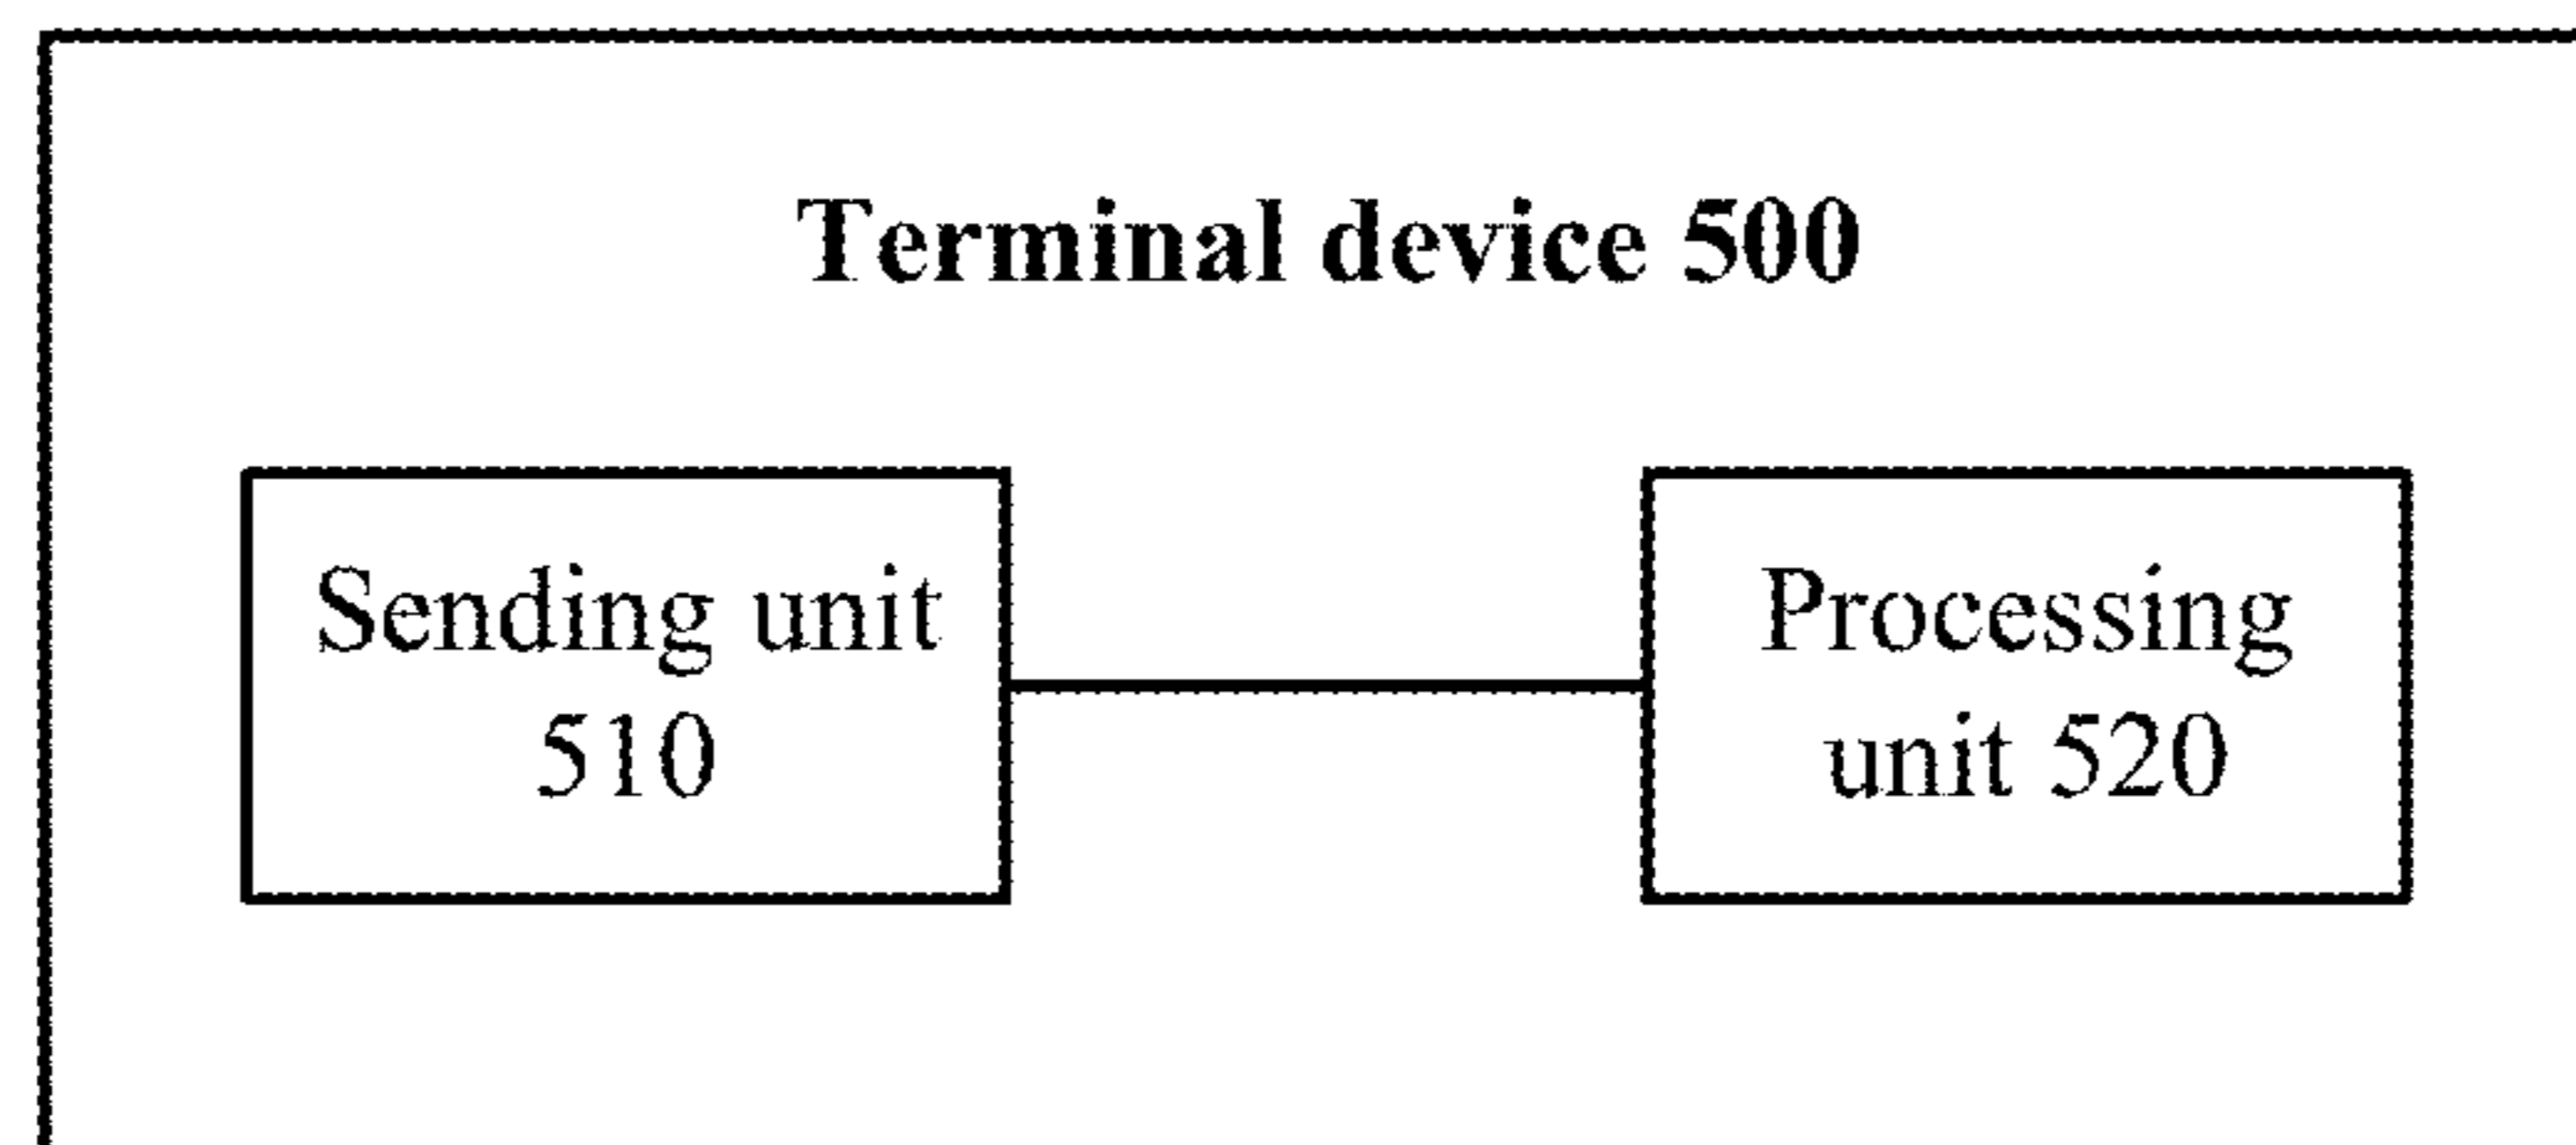 Terminal device 500
Sending unit
510
Processing
unit 520